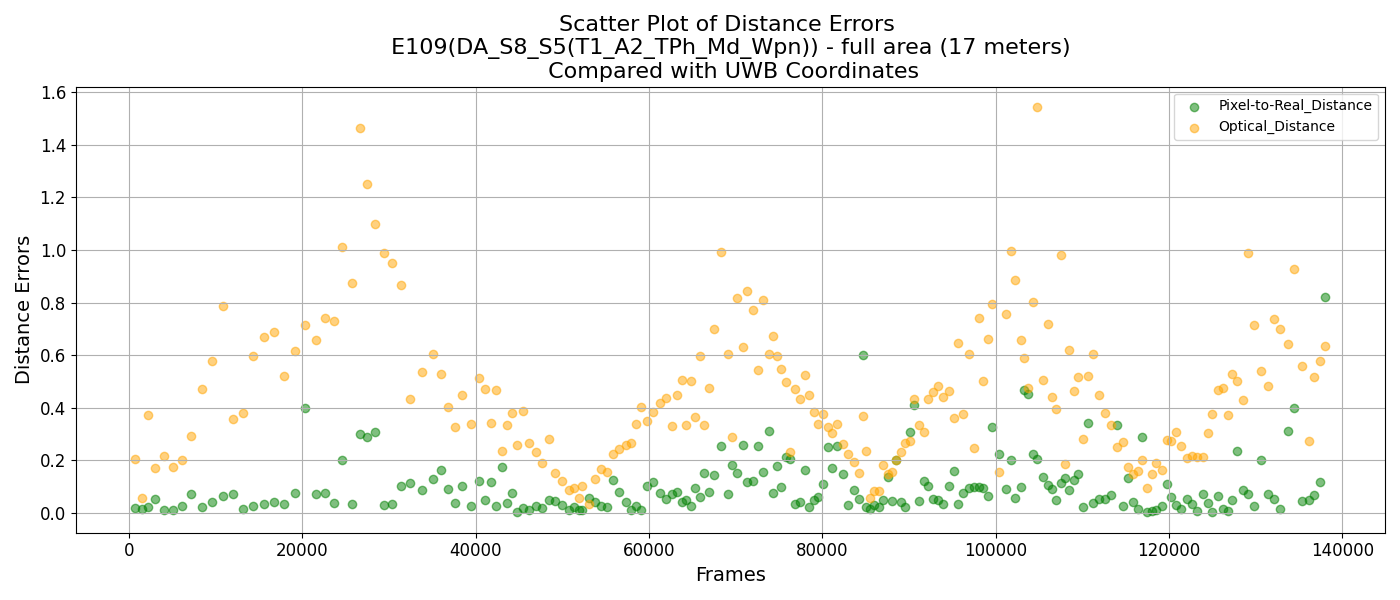 Scatter Plot of Distance Errors
E109(DA_S8_S5(T1_A2_TPh_Md_Wpn)) - full area (17 meters)
Compared with UWB Coordinates
Pixel-to-Real_Distance
Optical_Distance
Distance Errors
1.6
1.4
1.2
1.0
0.8
0.6
0.4
0.2
0.0
0
20000
40000
60000
80000
100000
120000
140000
Frames